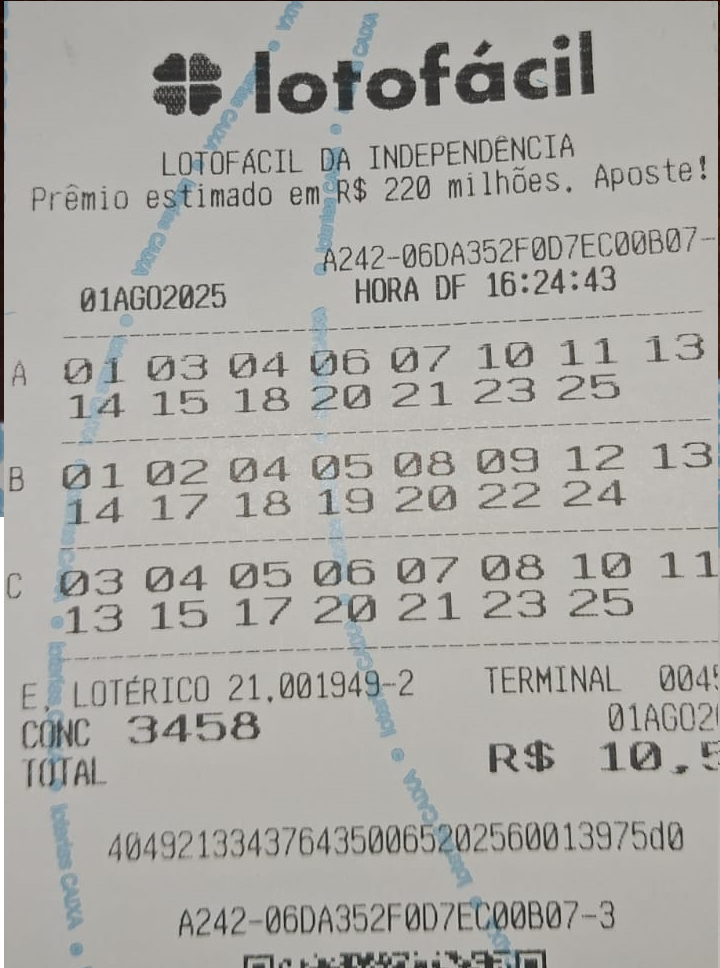 lotofácil
LOTOFÁCIL DA INDEPENDÊNCIA
Prêmio estimado em R$ 220 milhões. Aposte!
A242-06DA352F0D7EC00B07-
01AGO2025 HORA DF 16:24:43
A 01 03 04 06 07 10 11 13
14 15 18 20 21 23 25
B 01 02 04 05 08 09 12 13
14 17 18 19 20 22 24
C 03 04 05 06 07 08 10 11
13 15 17 20 21 23 25
E. LOTÉRICO 21.001949-2 TERMINAL 004
CONC 3458 01AGO20
TOTAL R$ 10,5
4049213343764350065202560013975d0
A242-06DA352F0D7EC00B07-3
loterias CAIXA